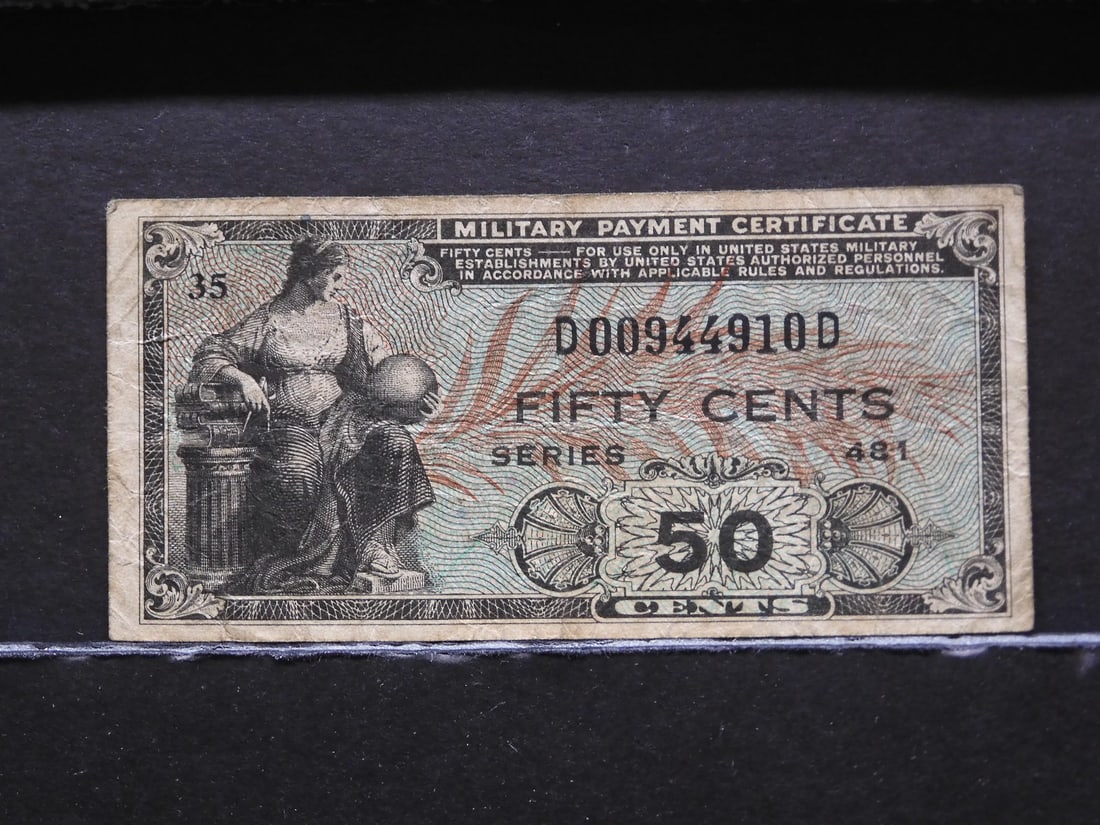 MILITARY PAYMENT CERTIFICATE
FIFTY CENTS — FOR USE ONLY IN UNITED STATES MILITARY
ESTABLISHMENTS BY UNITED STATES AUTHORIZED PERSONNEL
IN ACCORDANCE WITH APPLICABLE RULES AND REGULATIONS.
35
D00944910D
FIFTY CENTS
SERIES 481
50
CENTS